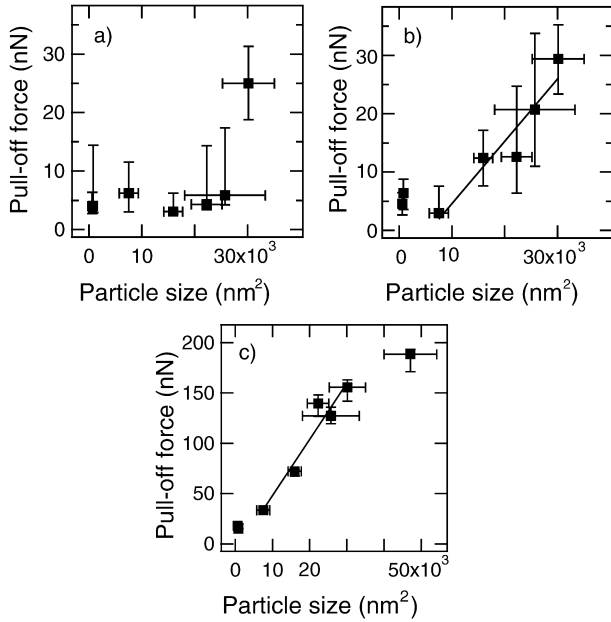 Pull-off force (nN)
a)
30
20
10
0
0
10
30x10³
Particle size (nm²)
Pull-off force (nN)
b)
30
20
10
0
0
10
30x10³
Particle size (nm²)
Pull-off force (nN)
c)
200
150
100
50
0
0
10
20
50x10³
Particle size (nm²)